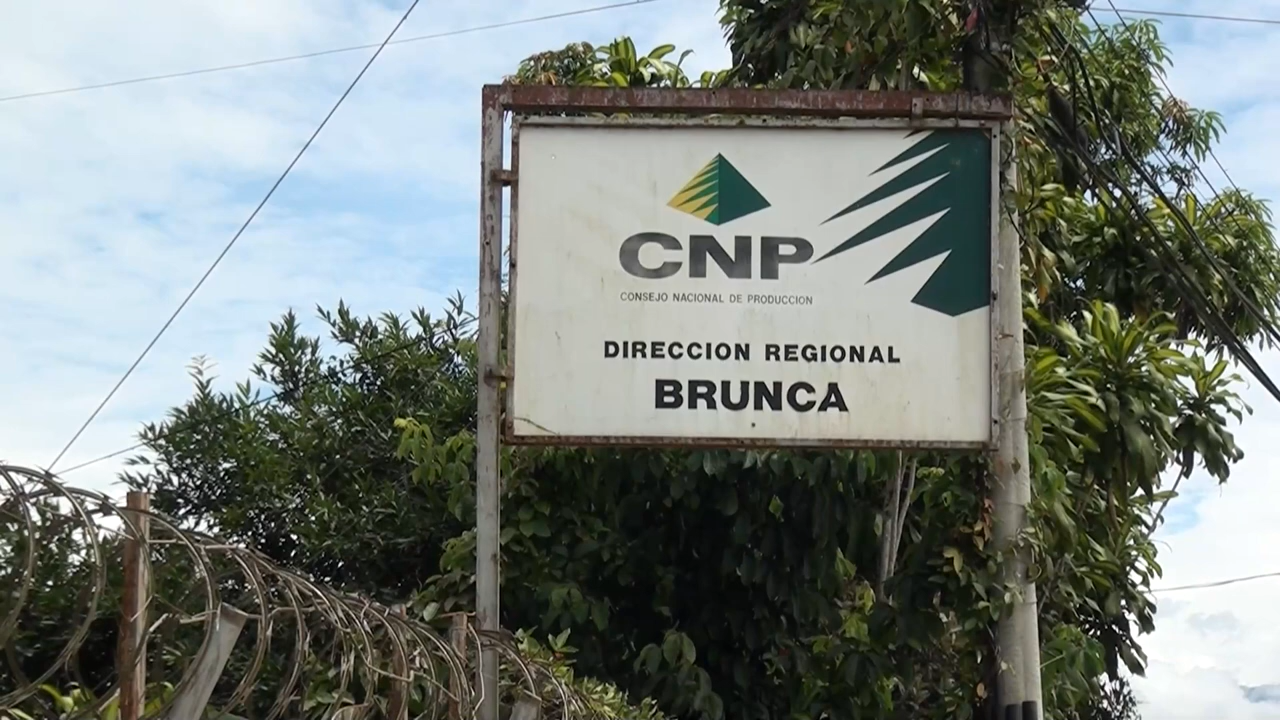 CNP
CONSEJO NACIONAL DE PRODUCCION
DIRECCION REGIONAL
BRUNCA